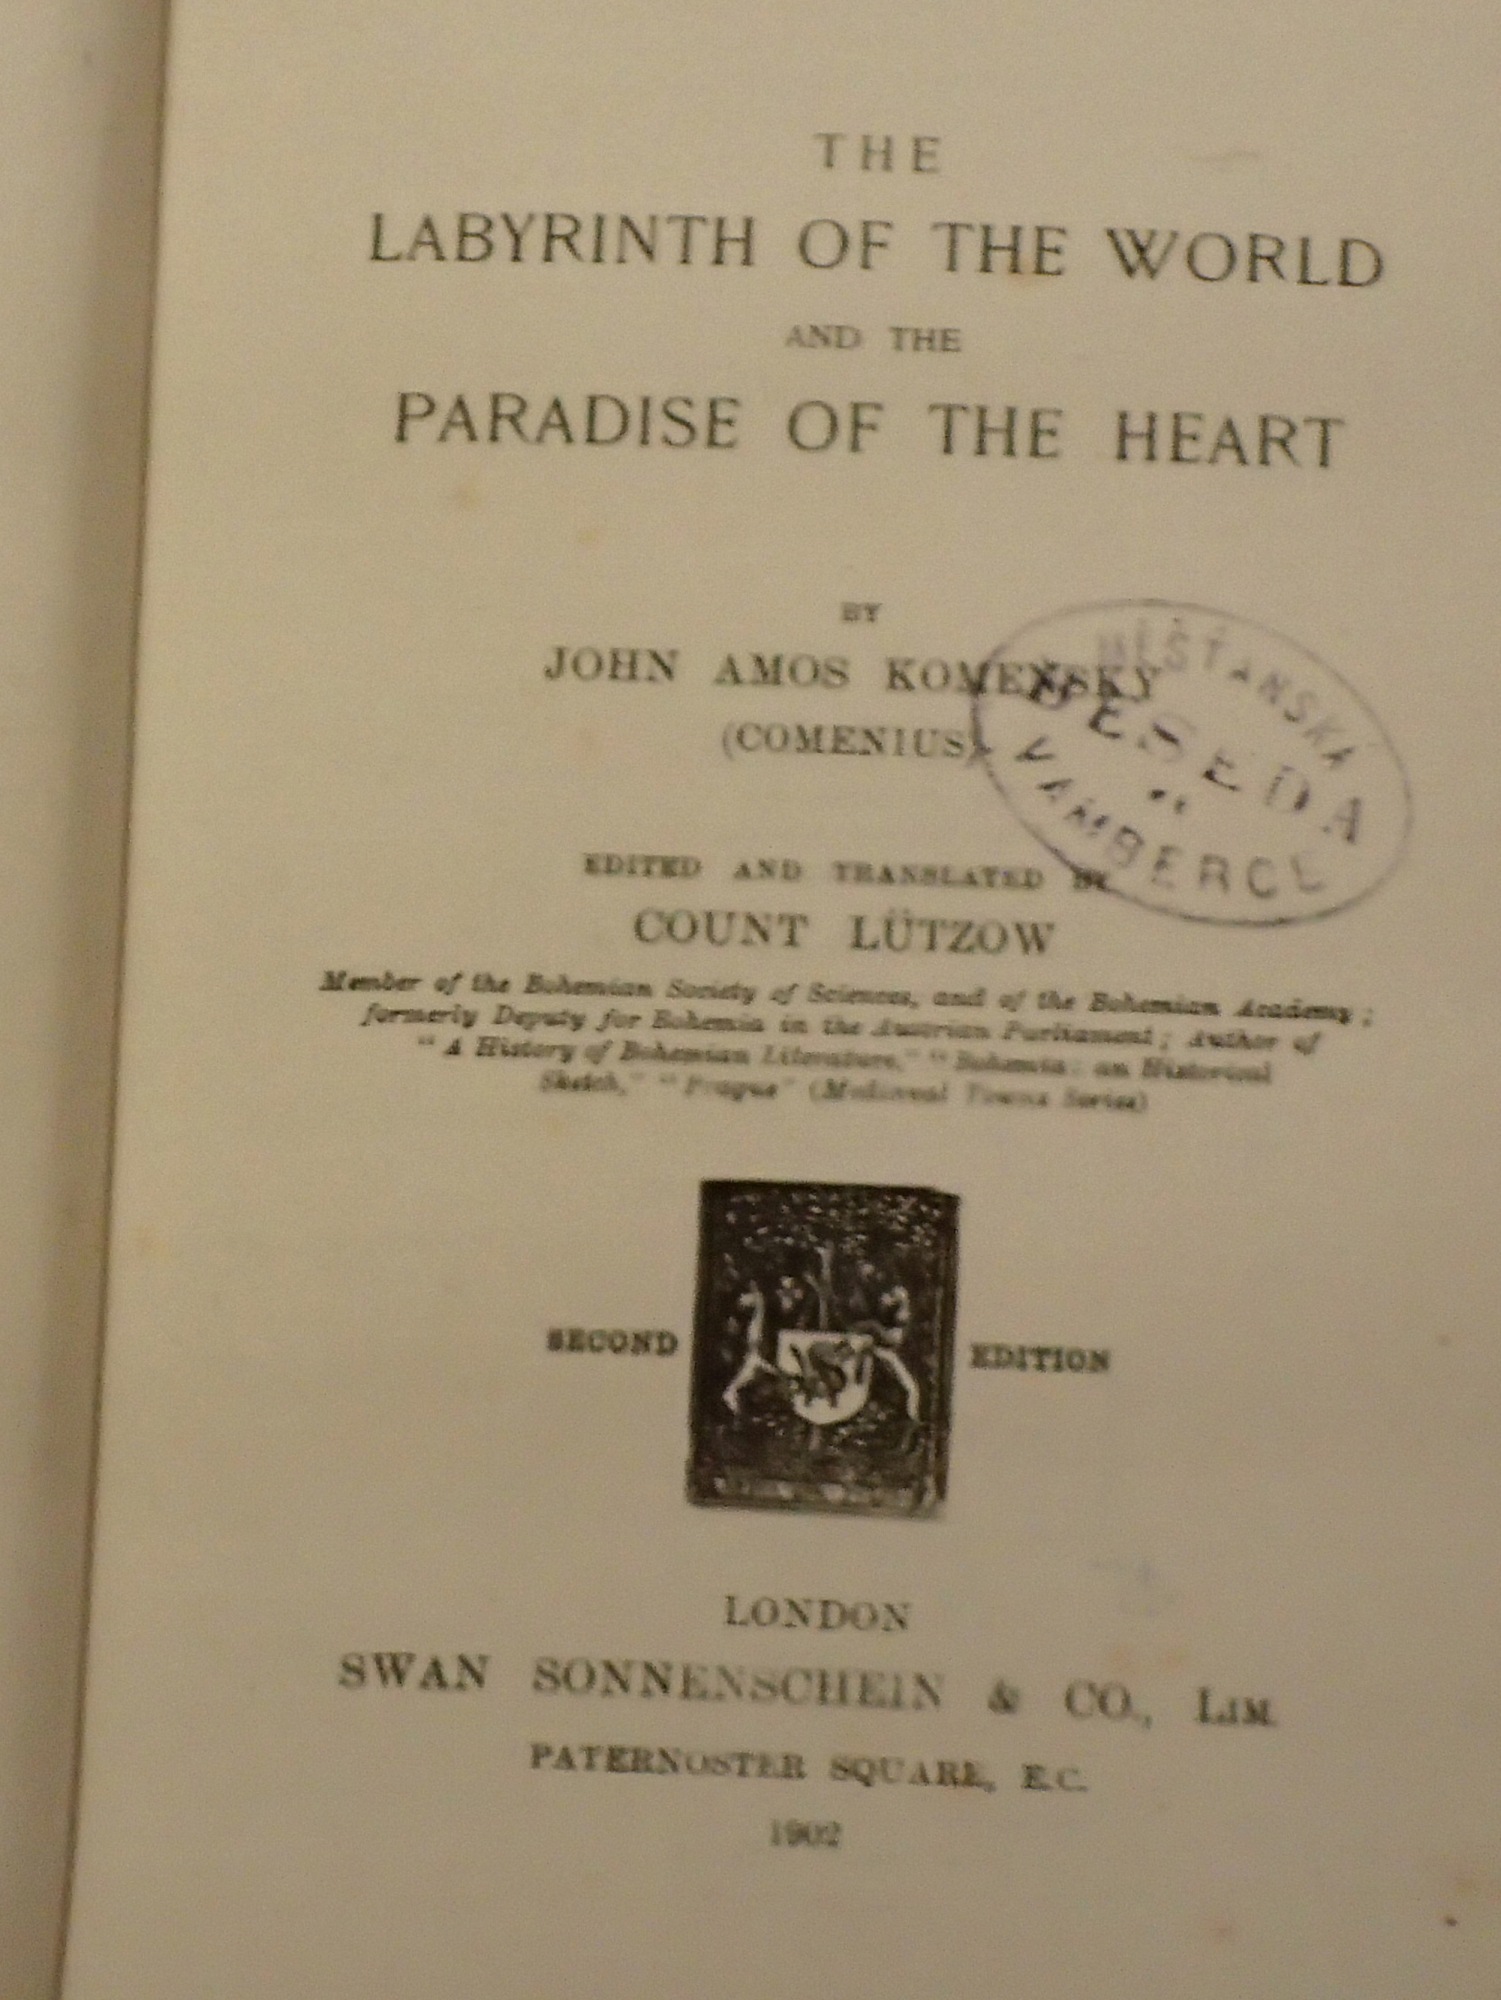 THE
LABYRINTH OF THE WORLD
AND THE
PARADISE OF THE HEART
BY
JOHN AMOS KOMENSKY
(COMENIUS)
MĚŠŤANSKÁ
BESEDA
VAMBERCE
EDITED AND TRANSLATED BY
COUNT LÜTZOW
Member of the Bohemian Society of Sciences, and of the Bohemian Academy;
formerly Deputy for Bohemia in the Austrian Parliament; Author of
"A History of Bohemian Literature," "Bohemia: an Historical
Sketch," "Prague" (Mediæval Towns Series)
SECOND EDITION
LONDON
SWAN SONNENSCHEIN & CO., LIM.
PATERNOSTER SQUARE, E.C.
1902